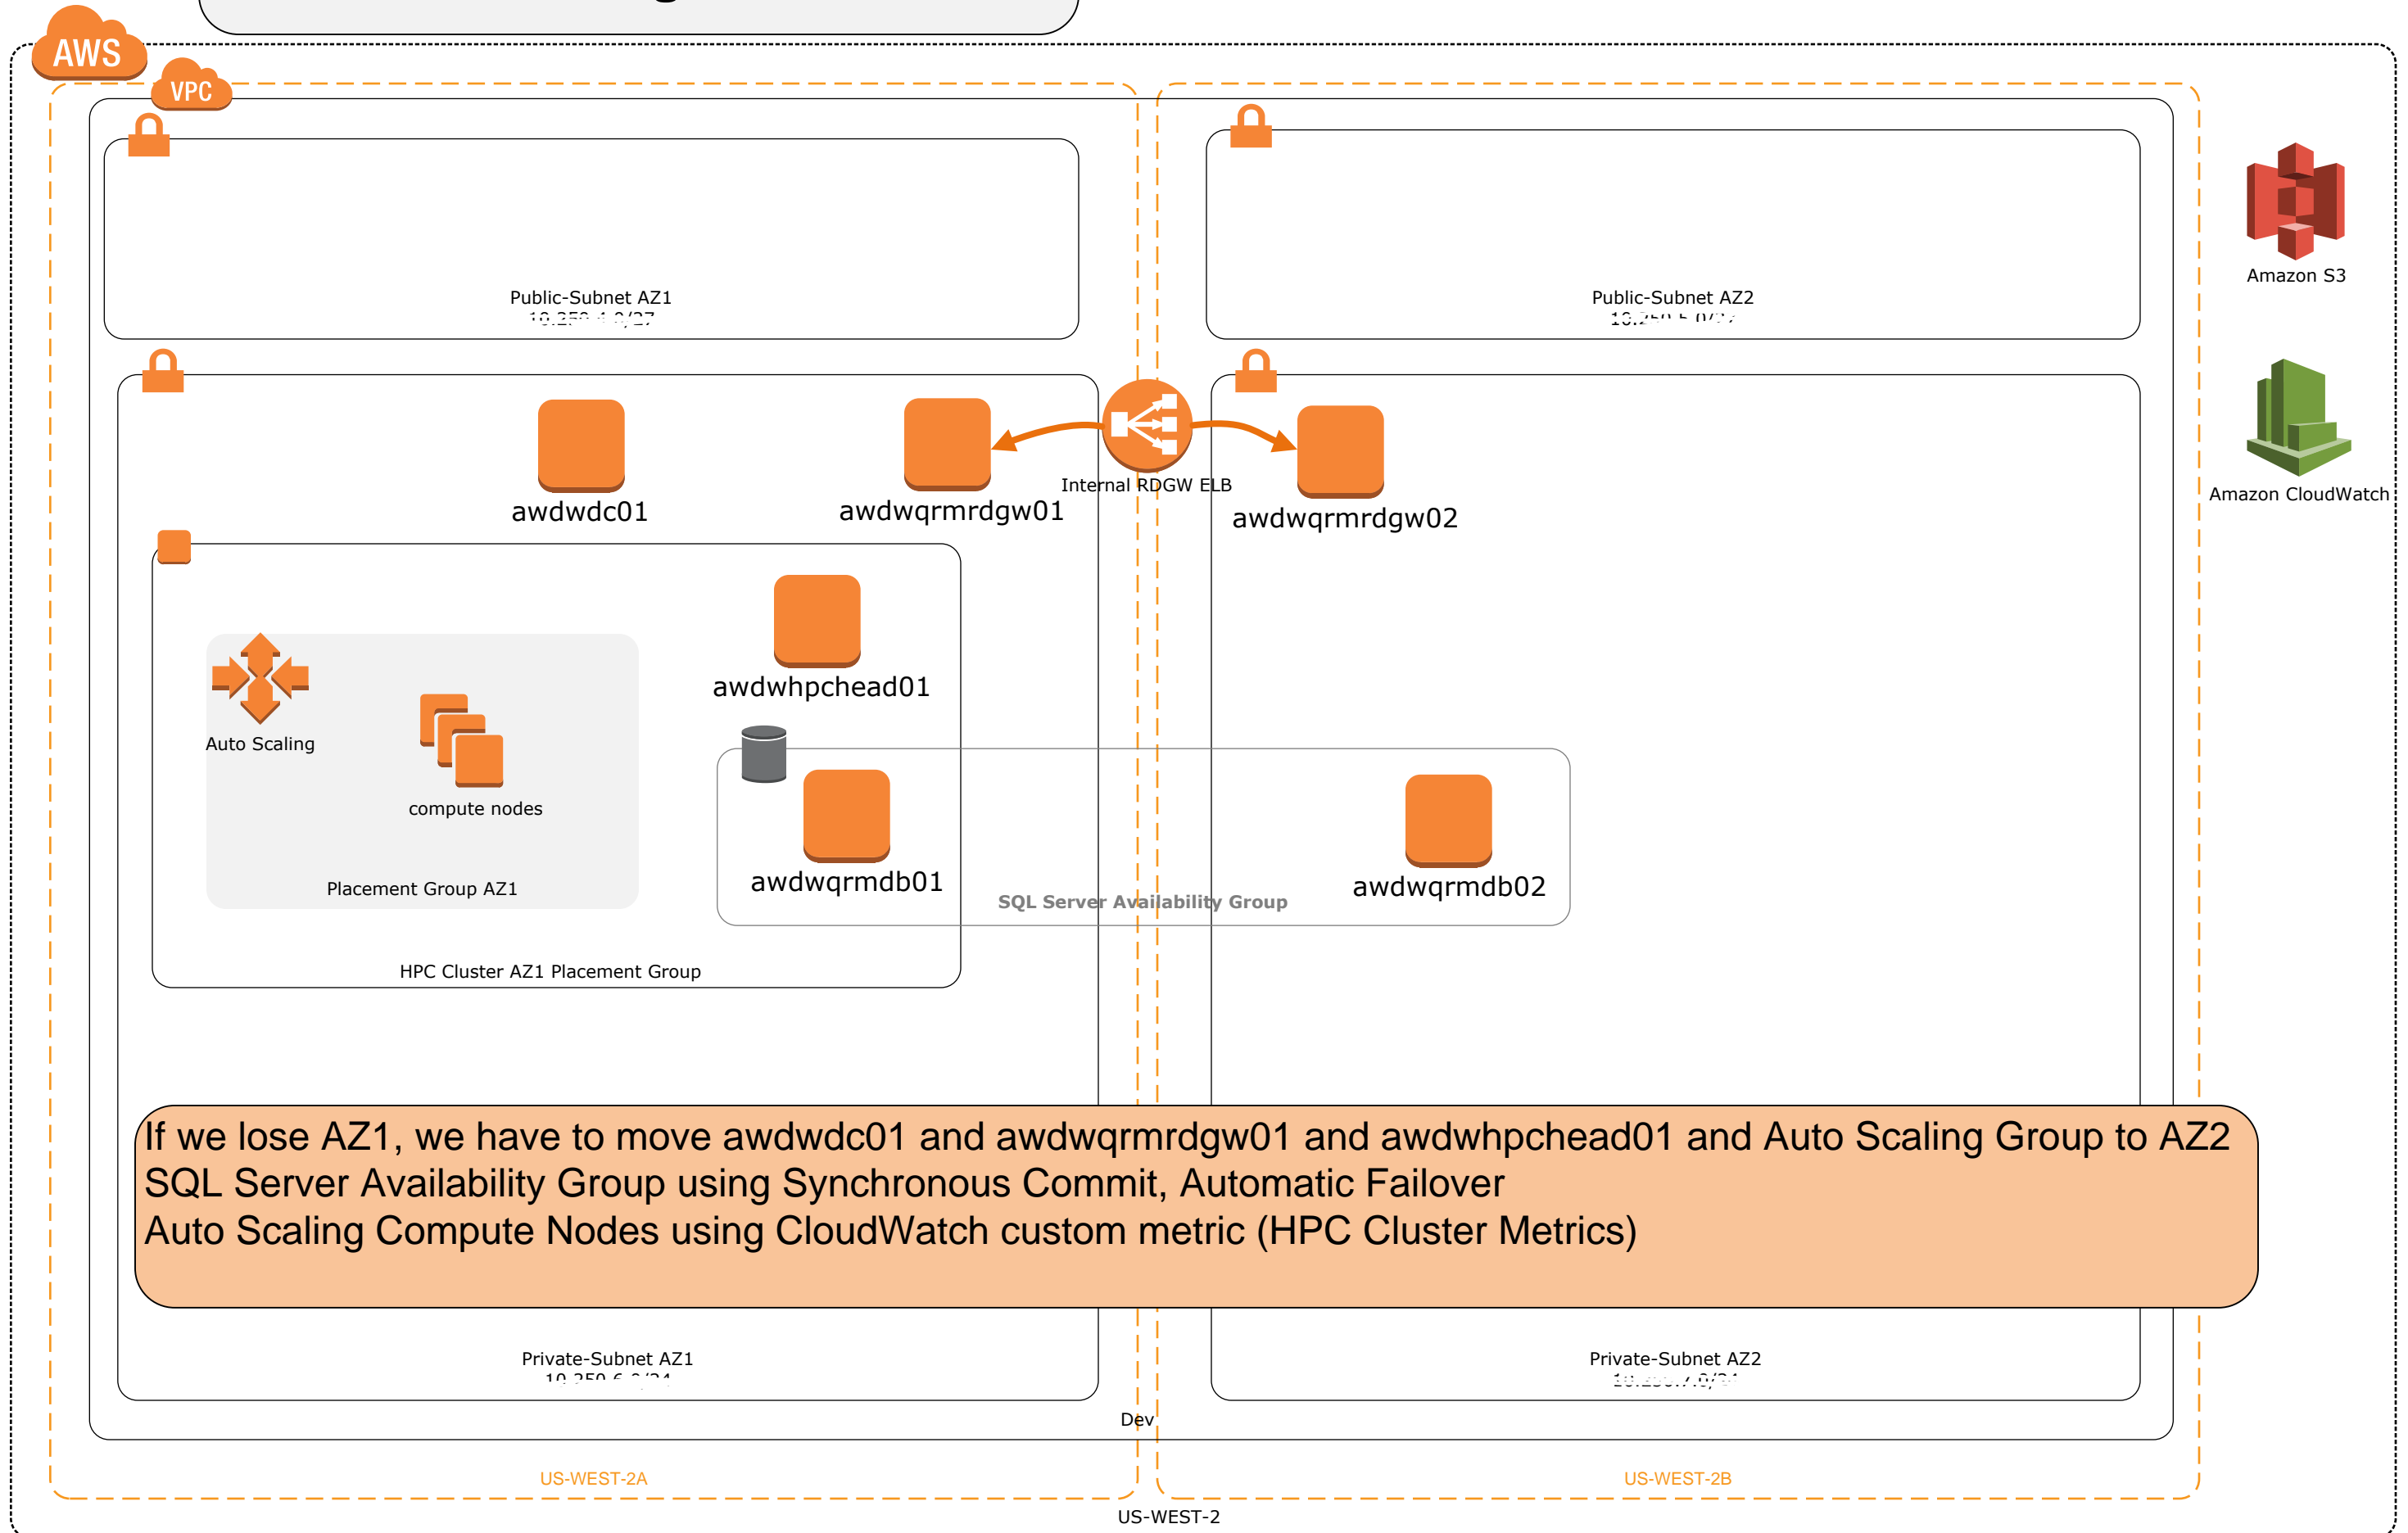 AWS
VPC
Public-Subnet AZ1
Public-Subnet AZ2
Amazon S3
Amazon CloudWatch
Internal RDGW ELB
awdwdc01
awdwqrmrdgw01
awdwqrmrdgw02
awdwhpchead01
Auto Scaling
compute nodes
awdwqrmdb01
awdwqrmdb02
Placement Group AZ1
SQL Server Availability Group
HPC Cluster AZ1 Placement Group
If we lose AZ1, we have to move awdwdc01 and awdwqrmrdgw01 and awdwhpchead01 and Auto Scaling Group to AZ2
SQL Server Availability Group using Synchronous Commit, Automatic Failover
Auto Scaling Compute Nodes using CloudWatch custom metric (HPC Cluster Metrics)
Private-Subnet AZ1
Private-Subnet AZ2
Dev
US-WEST-2A
US-WEST-2B
US-WEST-2